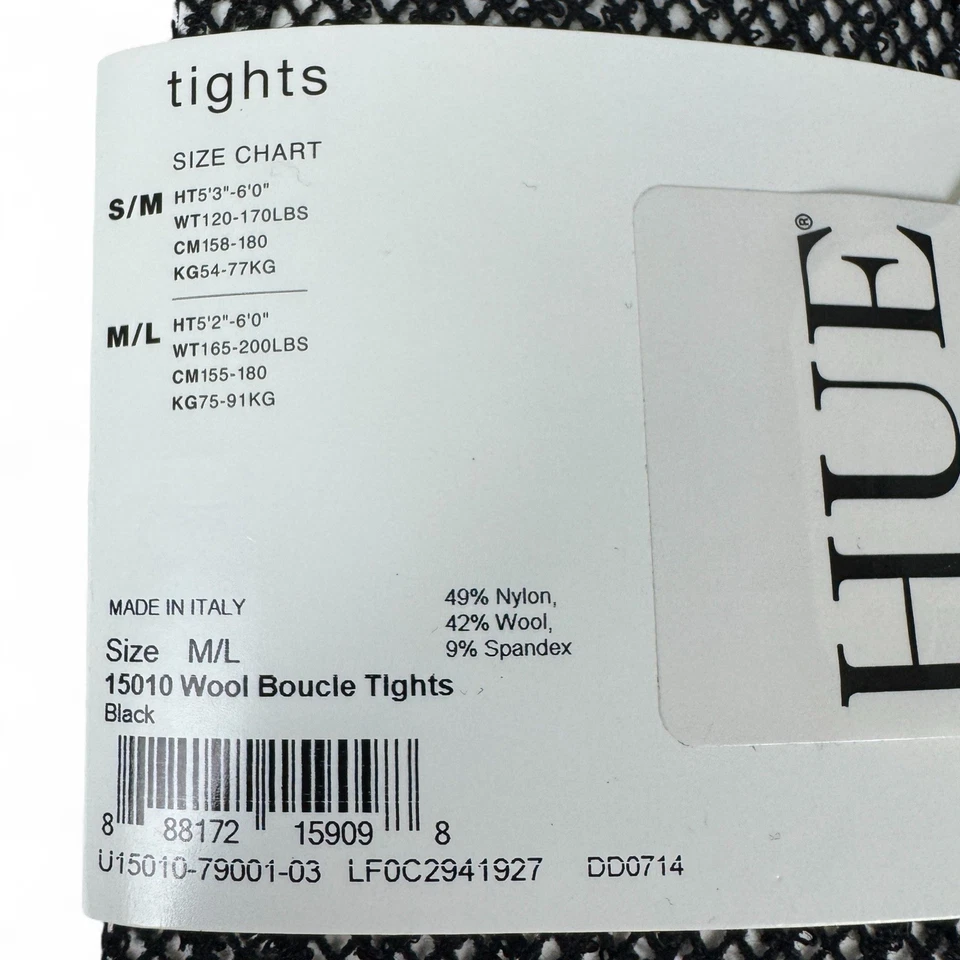 tights
SIZE CHART
S/M
HT5'3"-6'0"
WT120-170LBS
CM158-180
KG54-77KG
M/L
HT5'2"-6'0"
WT165-200LBS
CM155-180
KG75-91KG
HUE®
MADE IN ITALY
Size M/L
15010 Wool Boucle Tights
Black
49% Nylon,
42% Wool,
9% Spandex
8 88172 15909 8
U15010-79001-03 LF0C2941927 DD0714